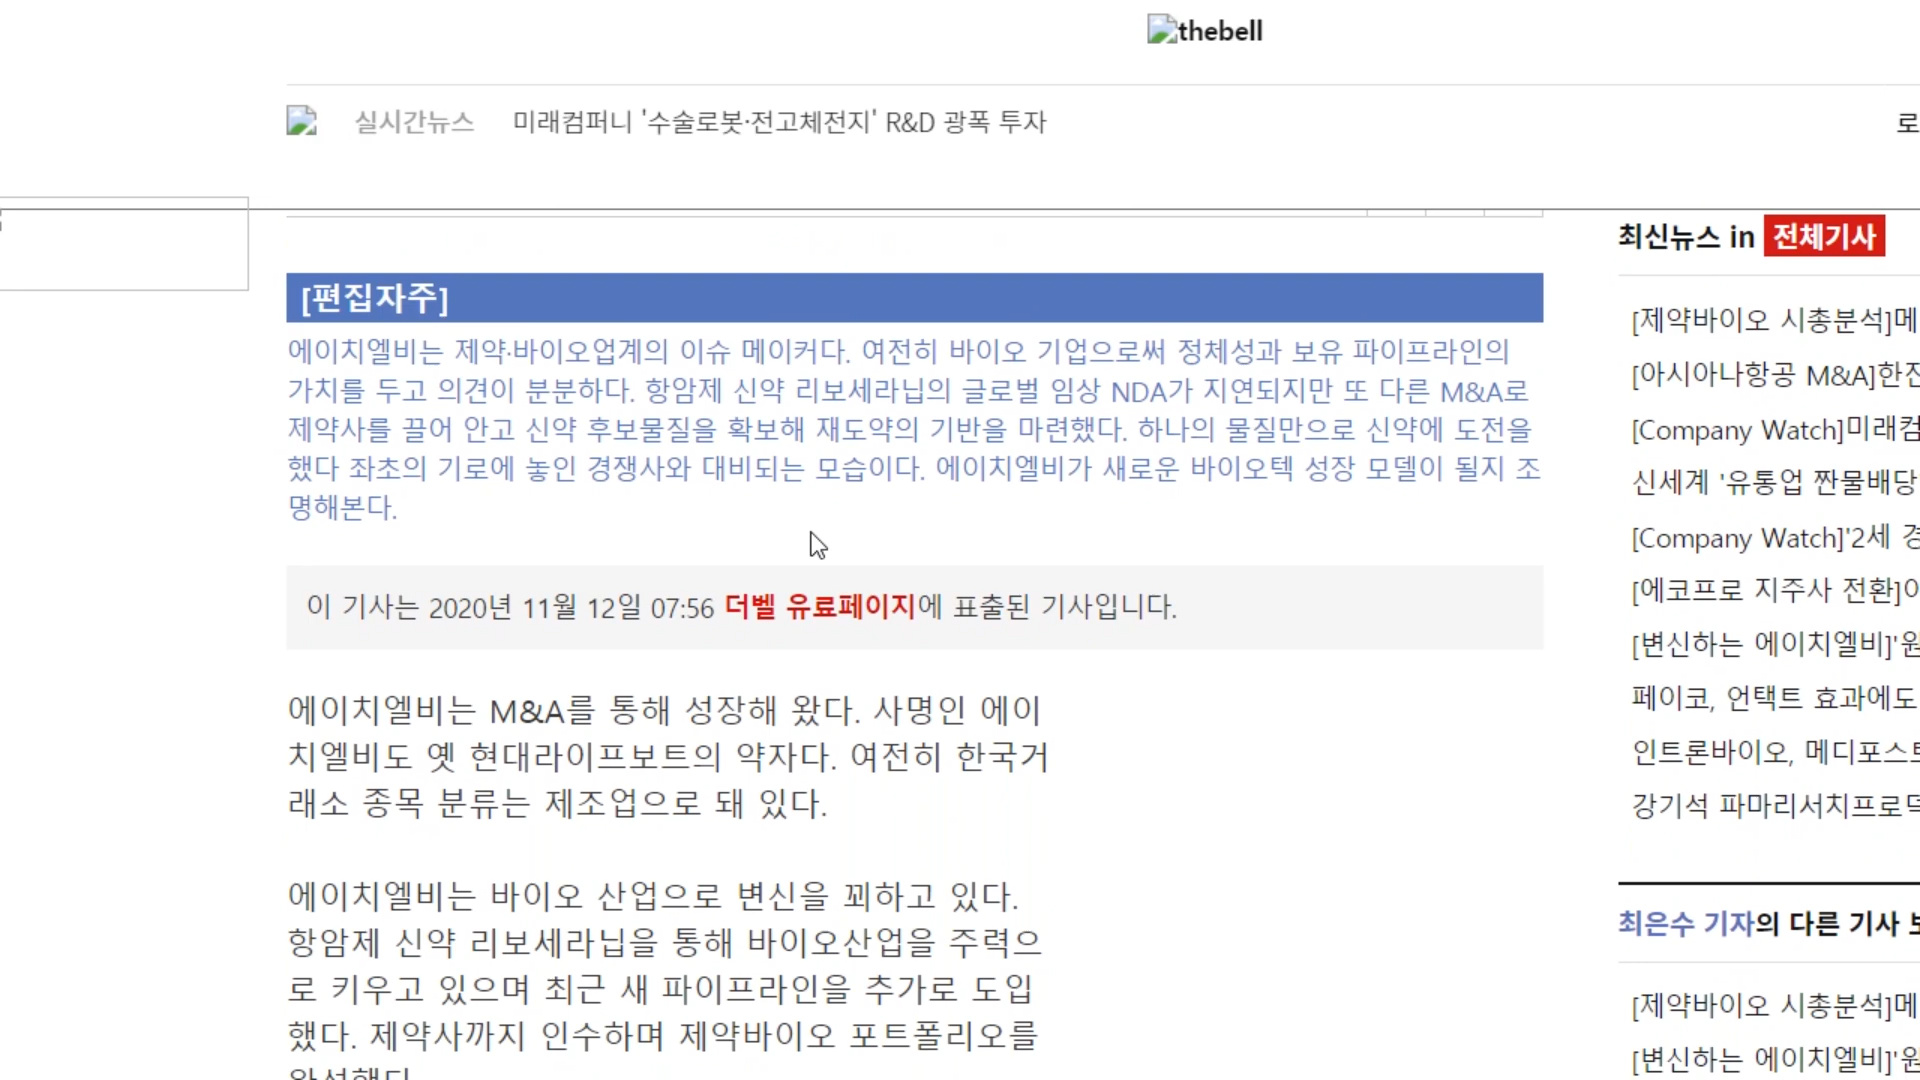 thebell
실시간뉴스 미래컴퍼니 '수술로봇·전고체전지' R&D 광폭 투자
로
[편집자주]
에이치엘비는 제약·바이오업계의 이슈 메이커다. 여전히 바이오 기업으로써 정체성과 보유 파이프라인의
가치를 두고 의견이 분분하다. 항암제 신약 리보세라닙의 글로벌 임상 NDA가 지연되지만 또 다른 M&A로
제약사를 끌어 안고 신약 후보물질을 확보해 재도약의 기반을 마련했다. 하나의 물질만으로 신약에 도전을
했다 좌초의 기로에 놓인 경쟁사와 대비되는 모습이다. 에이치엘비가 새로운 바이오텍 성장 모델이 될지 조
명해본다.
이 기사는 2020년 11월 12일 07:56 더벨 유료페이지에 표출된 기사입니다.
에이치엘비는 M&A를 통해 성장해 왔다. 사명인 에이
치엘비도 옛 현대라이프보트의 약자다. 여전히 한국거
래소 종목 분류는 제조업으로 돼 있다.
에이치엘비는 바이오 산업으로 변신을 꾀하고 있다.
항암제 신약 리보세라닙을 통해 바이오산업을 주력으
로 키우고 있으며 최근 새 파이프라인을 추가로 도입
했다. 제약사까지 인수하며 제약바이오 포트폴리오를
최신뉴스 in 전체기사
[제약바이오 시총분석]메
[아시아나항공 M&A]한진
[Company Watch]미래컴
신세계 '유통업 짠물배당
[Company Watch]'2세 경
[에코프로 지주사 전환]이
[변신하는 에이치엘비]'원
페이코, 언택트 효과에도
인트론바이오, 메디포스트
강기석 파마리서치프로덕
최은수 기자의 다른 기사 보
[제약바이오 시총분석]메
[변신하는 에이치엘비]'원